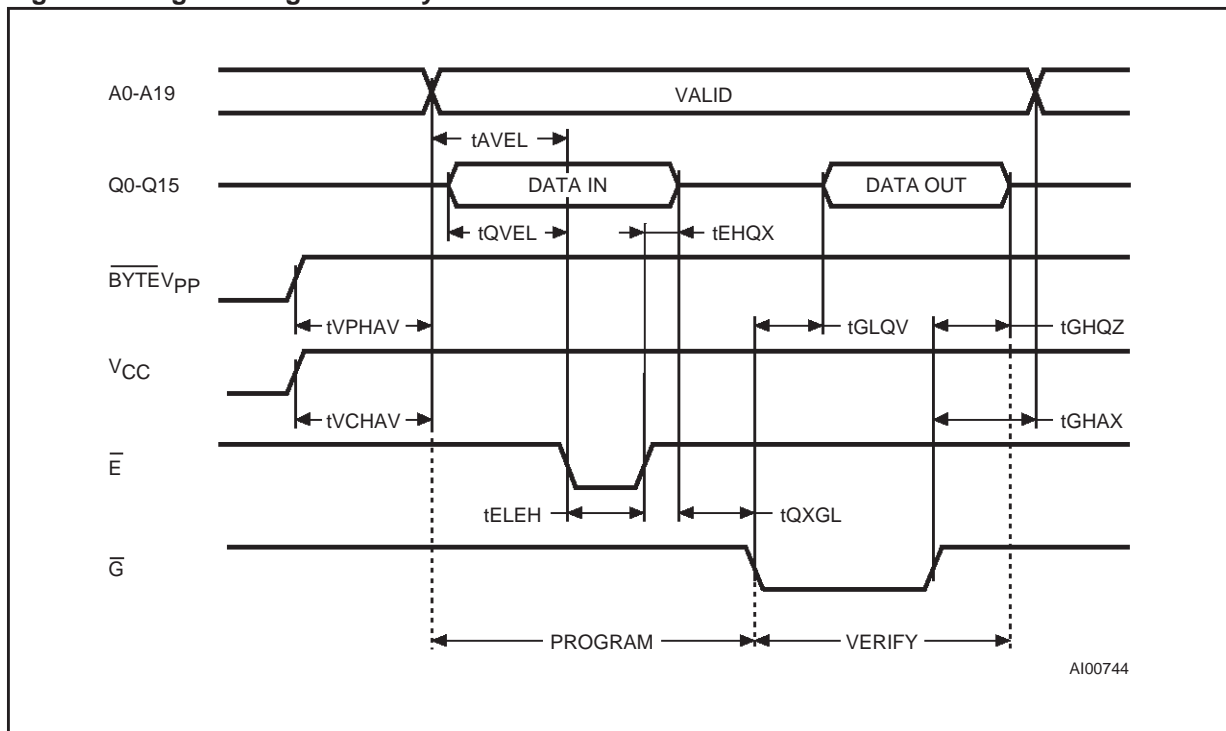 A0-A19
VALID
tAVEL
Q0-Q15
DATA IN
DATA OUT
tQVEL
tEHQX
BYTEVPP
tVPHAV
tGLQV
tGHQZ
VCC
tVCHAV
tGHAX
E
tELEH
tQXGL
G
PROGRAM
VERIFY
AI00744